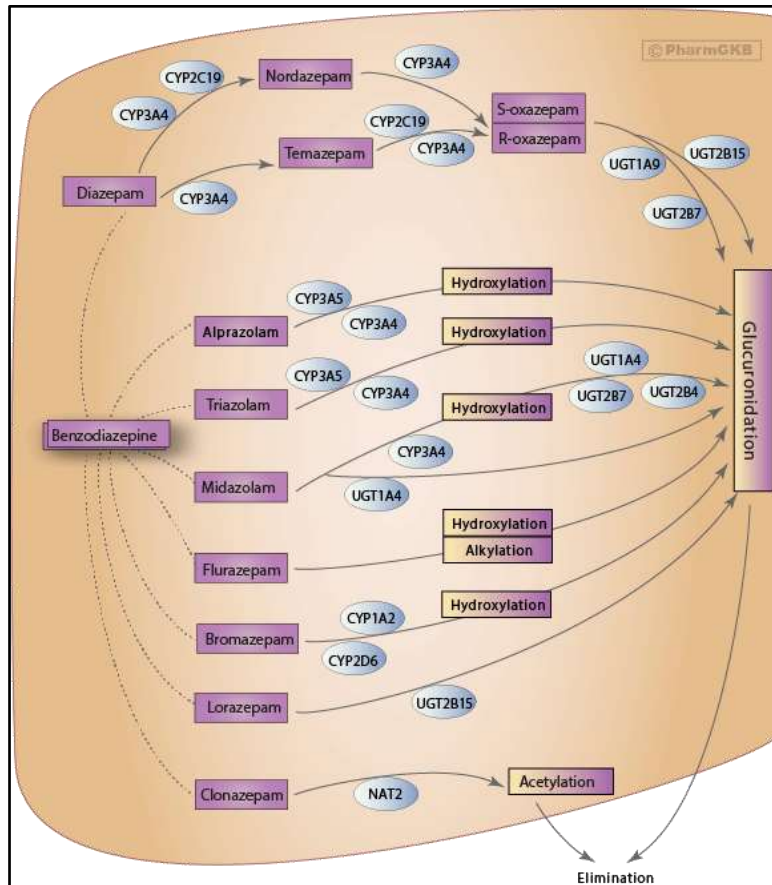 © PharmGKB
CYP2C19
Nordazepam
CYP3A4
CYP3A4
S-oxazepam
CYP2C19
R-oxazepam
Temazepam
CYP3A4
UGT1A9
UGT2B15
Diazepam
CYP3A4
UGT2B7
Hydroxylation
CYP3A5
Alprazolam
CYP3A4
Hydroxylation
Glucuronidation
CYP3A5
UGT1A4
Triazolam
CYP3A4
UGT2B7
UGT2B4
Hydroxylation
Benzodiazepine
CYP3A4
Midazolam
UGT1A4
Hydroxylation
Alkylation
Flurazepam
Hydroxylation
CYP1A2
Bromazepam
CYP2D6
Lorazepam
UGT2B15
Acetylation
Clonazepam
NAT2
Elimination